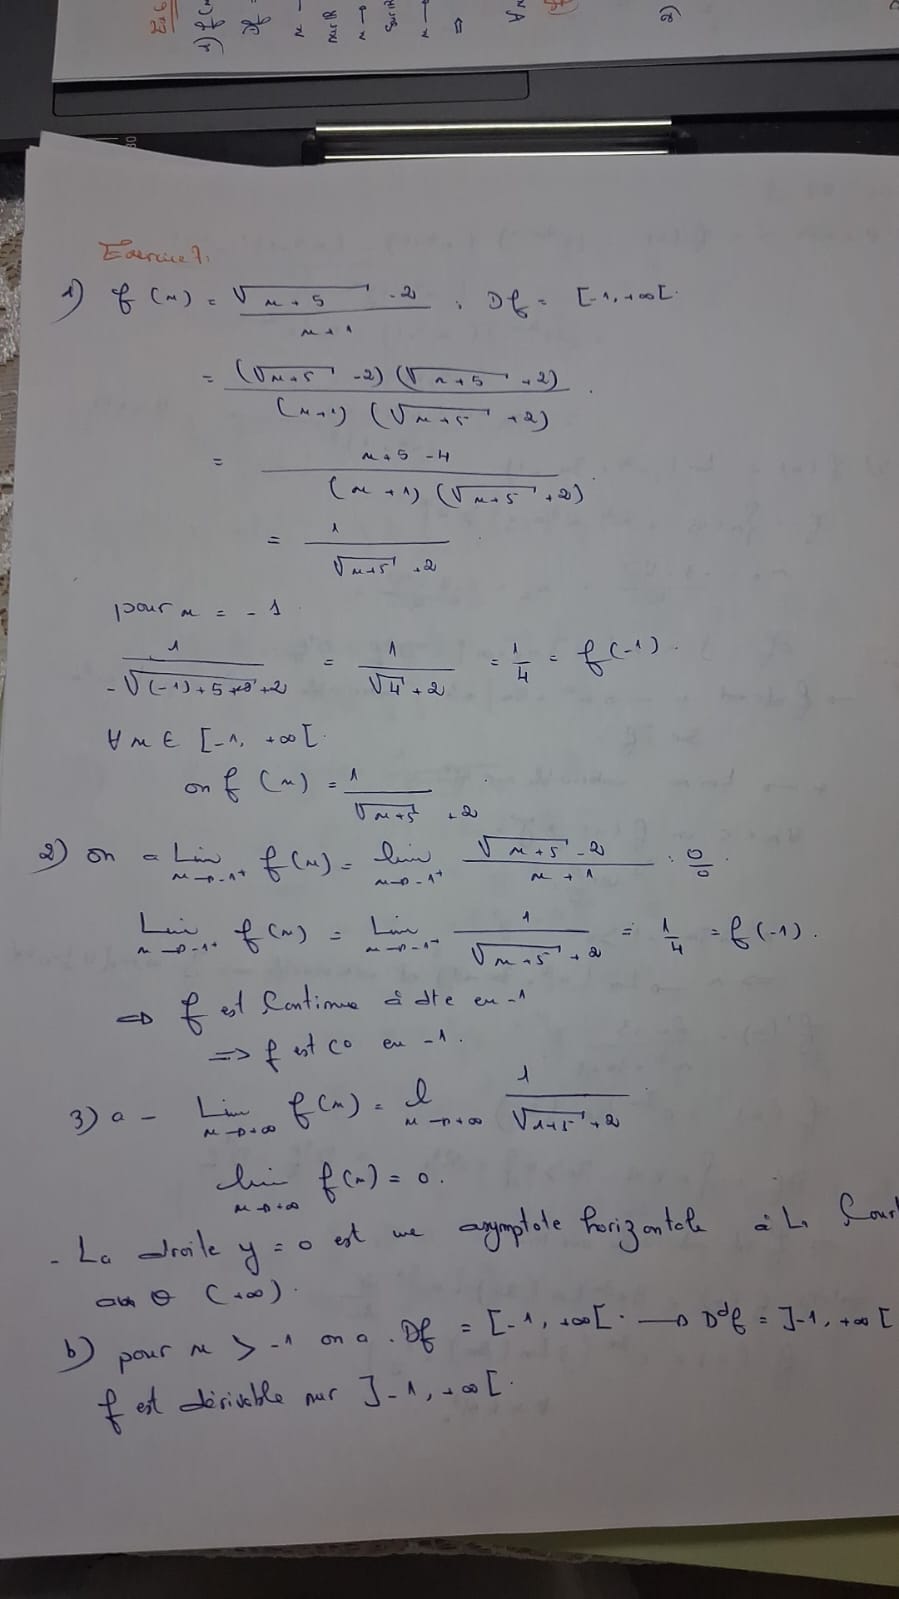 Exercice 7.
1) f(x) = (√(x+5) - 2)/(x+1) . Df = [-1, +∞[.
= ((√(x+5) - 2)(√(x+5) + 2))/((x+1)(√(x+5) + 2)).
= (x+5-4)/((x+1)(√(x+5) + 2))
= 1/(√(x+5) + 2)
pour x = -1
1/(√((-1)+5)+2) = 1/(√4 + 2) = 1/4 = f(-1).
∀x ∈ [-1, +∞[.
on f(x) = 1/(√(x+5) + 2)
2) on a Lim x→-1⁺ f(x) = lim x→-1⁺ (√(x+5) - 2)/(x+1) : 0/0.
Lim x→-1⁺ f(x) = Lim x→-1⁺ 1/(√(x+5) + 2) = 1/4 = f(-1).
⇒ f est Continue à dte en -1
=> f est C0 en -1.
3) a - Lim x→+∞ f(x) = l x→+∞ 1/(√(x+5) + 2)
lim x→+∞ f(x) = 0.
- La droite y = 0 est une asymptote horizontale à La Cour
(+∞).
b) pour x > -1 on a . Df = [-1, +∞[. → Ddf = ]-1, +∞[
f est dérivable sur ]-1, +∞[.